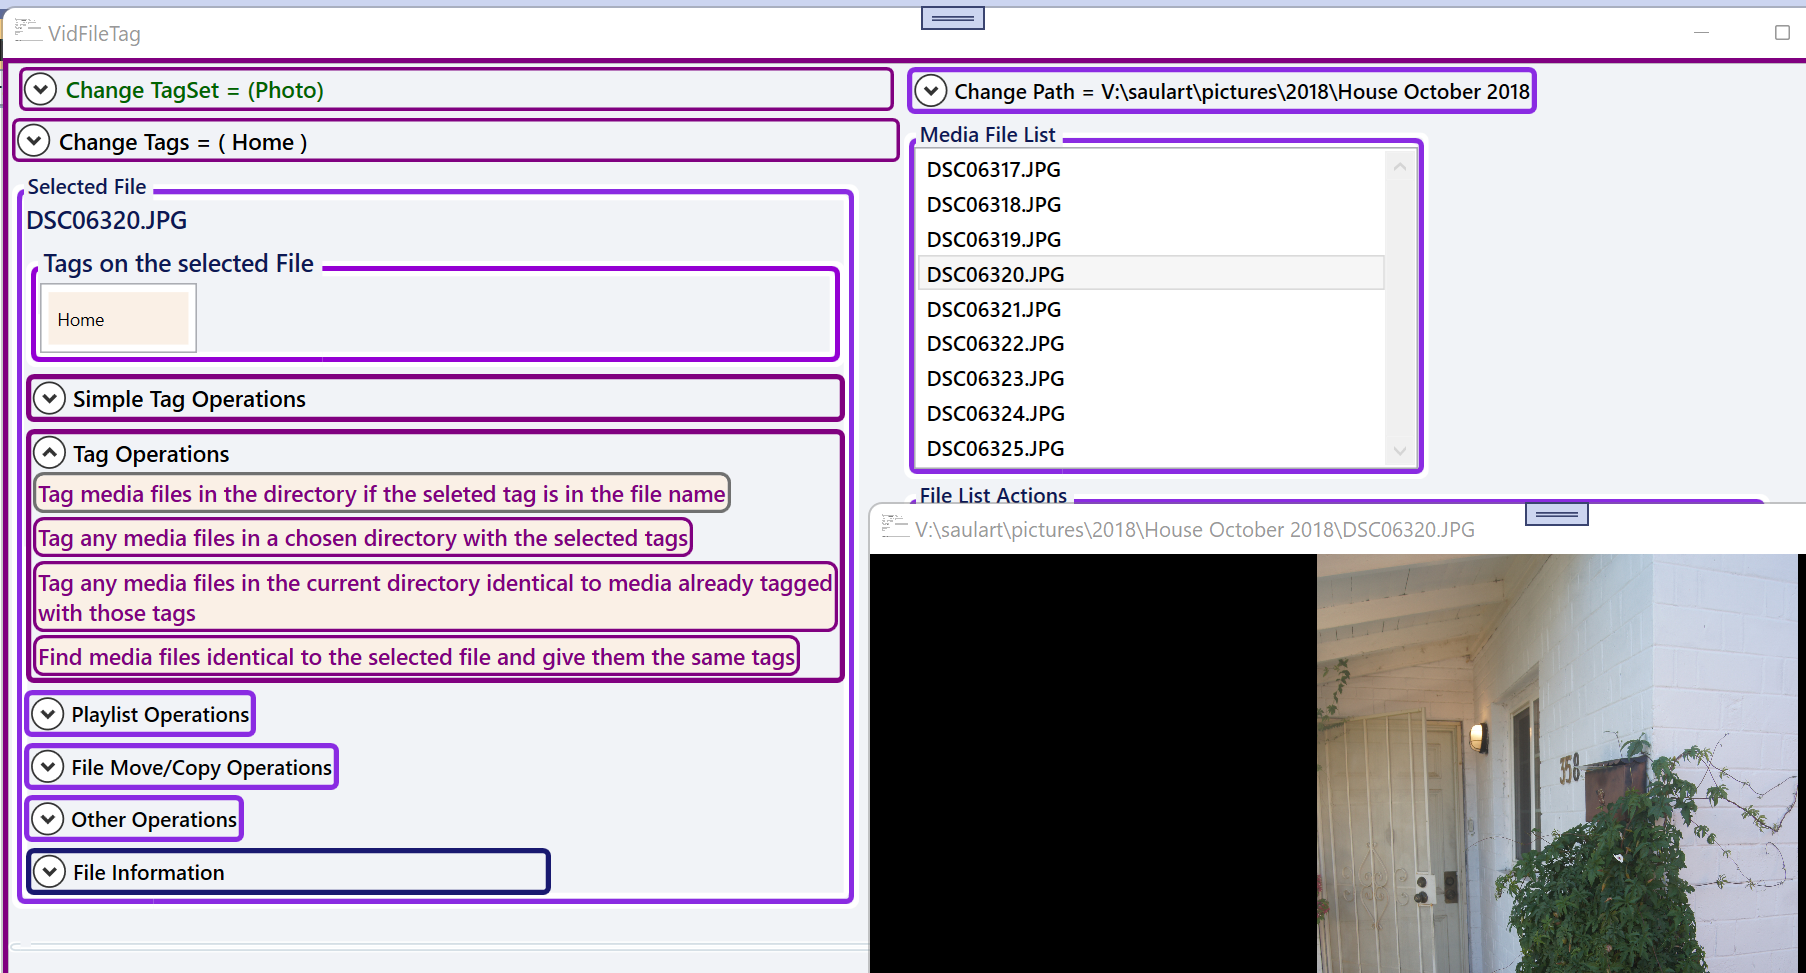 VidFileTag
Change TagSet = (Photo)
Change Tags = ( Home )
Selected File
DSC06320.JPG
Tags on the selected File
Home
Simple Tag Operations
Tag Operations
Tag media files in the directory if the seleted tag is in the file name
Tag any media files in a chosen directory with the selected tags
Tag any media files in the current directory identical to media already tagged
with those tags
Find media files identical to the selected file and give them the same tags
Playlist Operations
File Move/Copy Operations
Other Operations
File Information
Change Path = V:\saulart\pictures\2018\House October 2018
Media File List
DSC06317.JPG
DSC06318.JPG
DSC06319.JPG
DSC06320.JPG
DSC06321.JPG
DSC06322.JPG
DSC06323.JPG
DSC06324.JPG
DSC06325.JPG
File List Actions
V:\saulart\pictures\2018\House October 2018\DSC06320.JPG
358